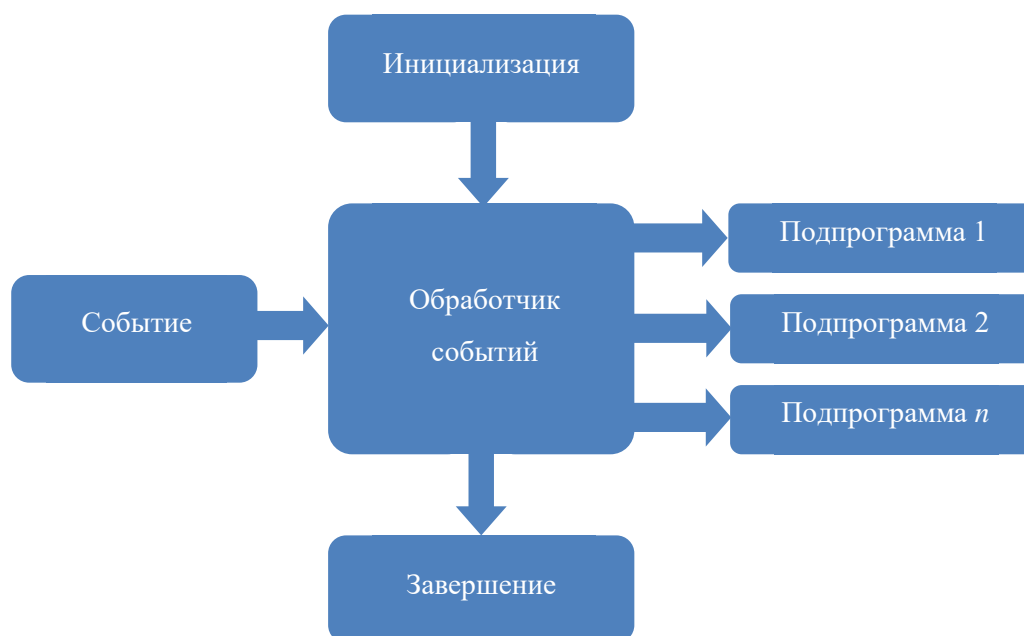 Инициализация
Подпрограмма 1
Событие
Обработчик
событий
Подпрограмма 2
Подпрограмма n
Завершение